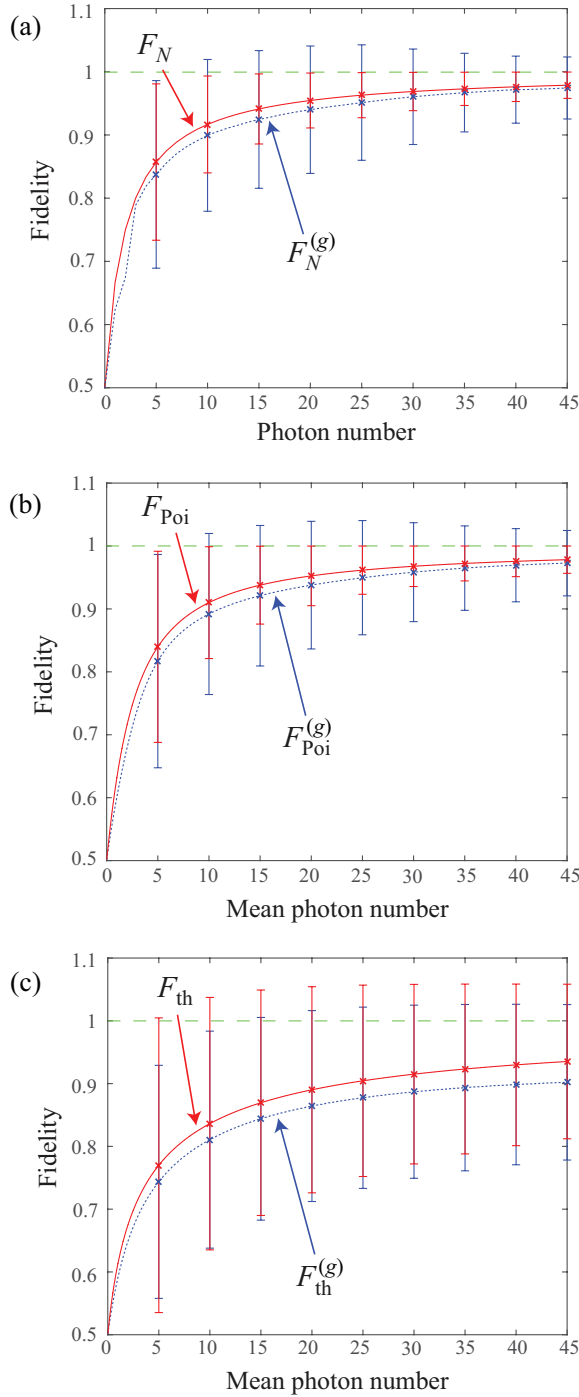 (a)
1.1
1
0.9
0.8
0.7
0.6
0.5
Fidelity
F_N
F_N^{(g)}
0 5 10 15 20 25 30 35 40 45
Photon number
(b)
1.1
1
0.9
0.8
0.7
0.6
0.5
Fidelity
F_Poi
F_Poi^{(g)}
0 5 10 15 20 25 30 35 40 45
Mean photon number
(c)
1.1
1
0.9
0.8
0.7
0.6
0.5
Fidelity
F_th
F_th^{(g)}
0 5 10 15 20 25 30 35 40 45
Mean photon number